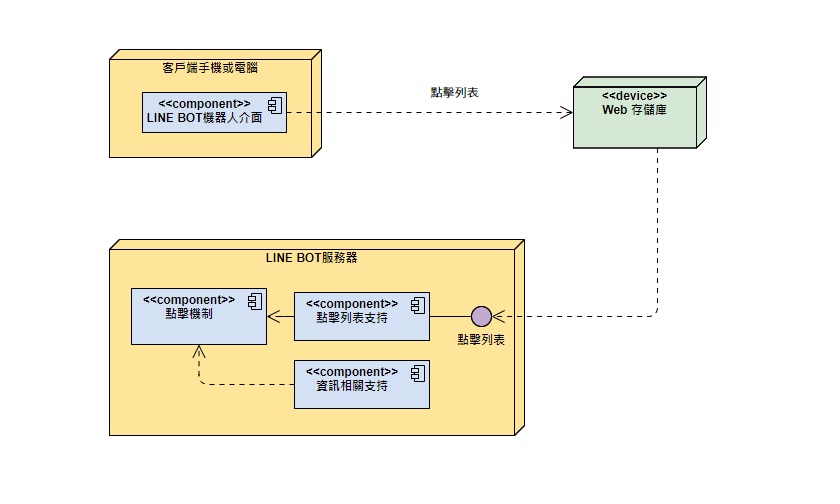 客戶端手機或電腦
<<component>>
LINE BOT機器人介面
點擊列表
<<device>>
Web 存儲庫
LINE BOT服務器
<<component>>
點擊機制
<<component>>
點擊列表支持
點擊列表
<<component>>
資訊相關支持